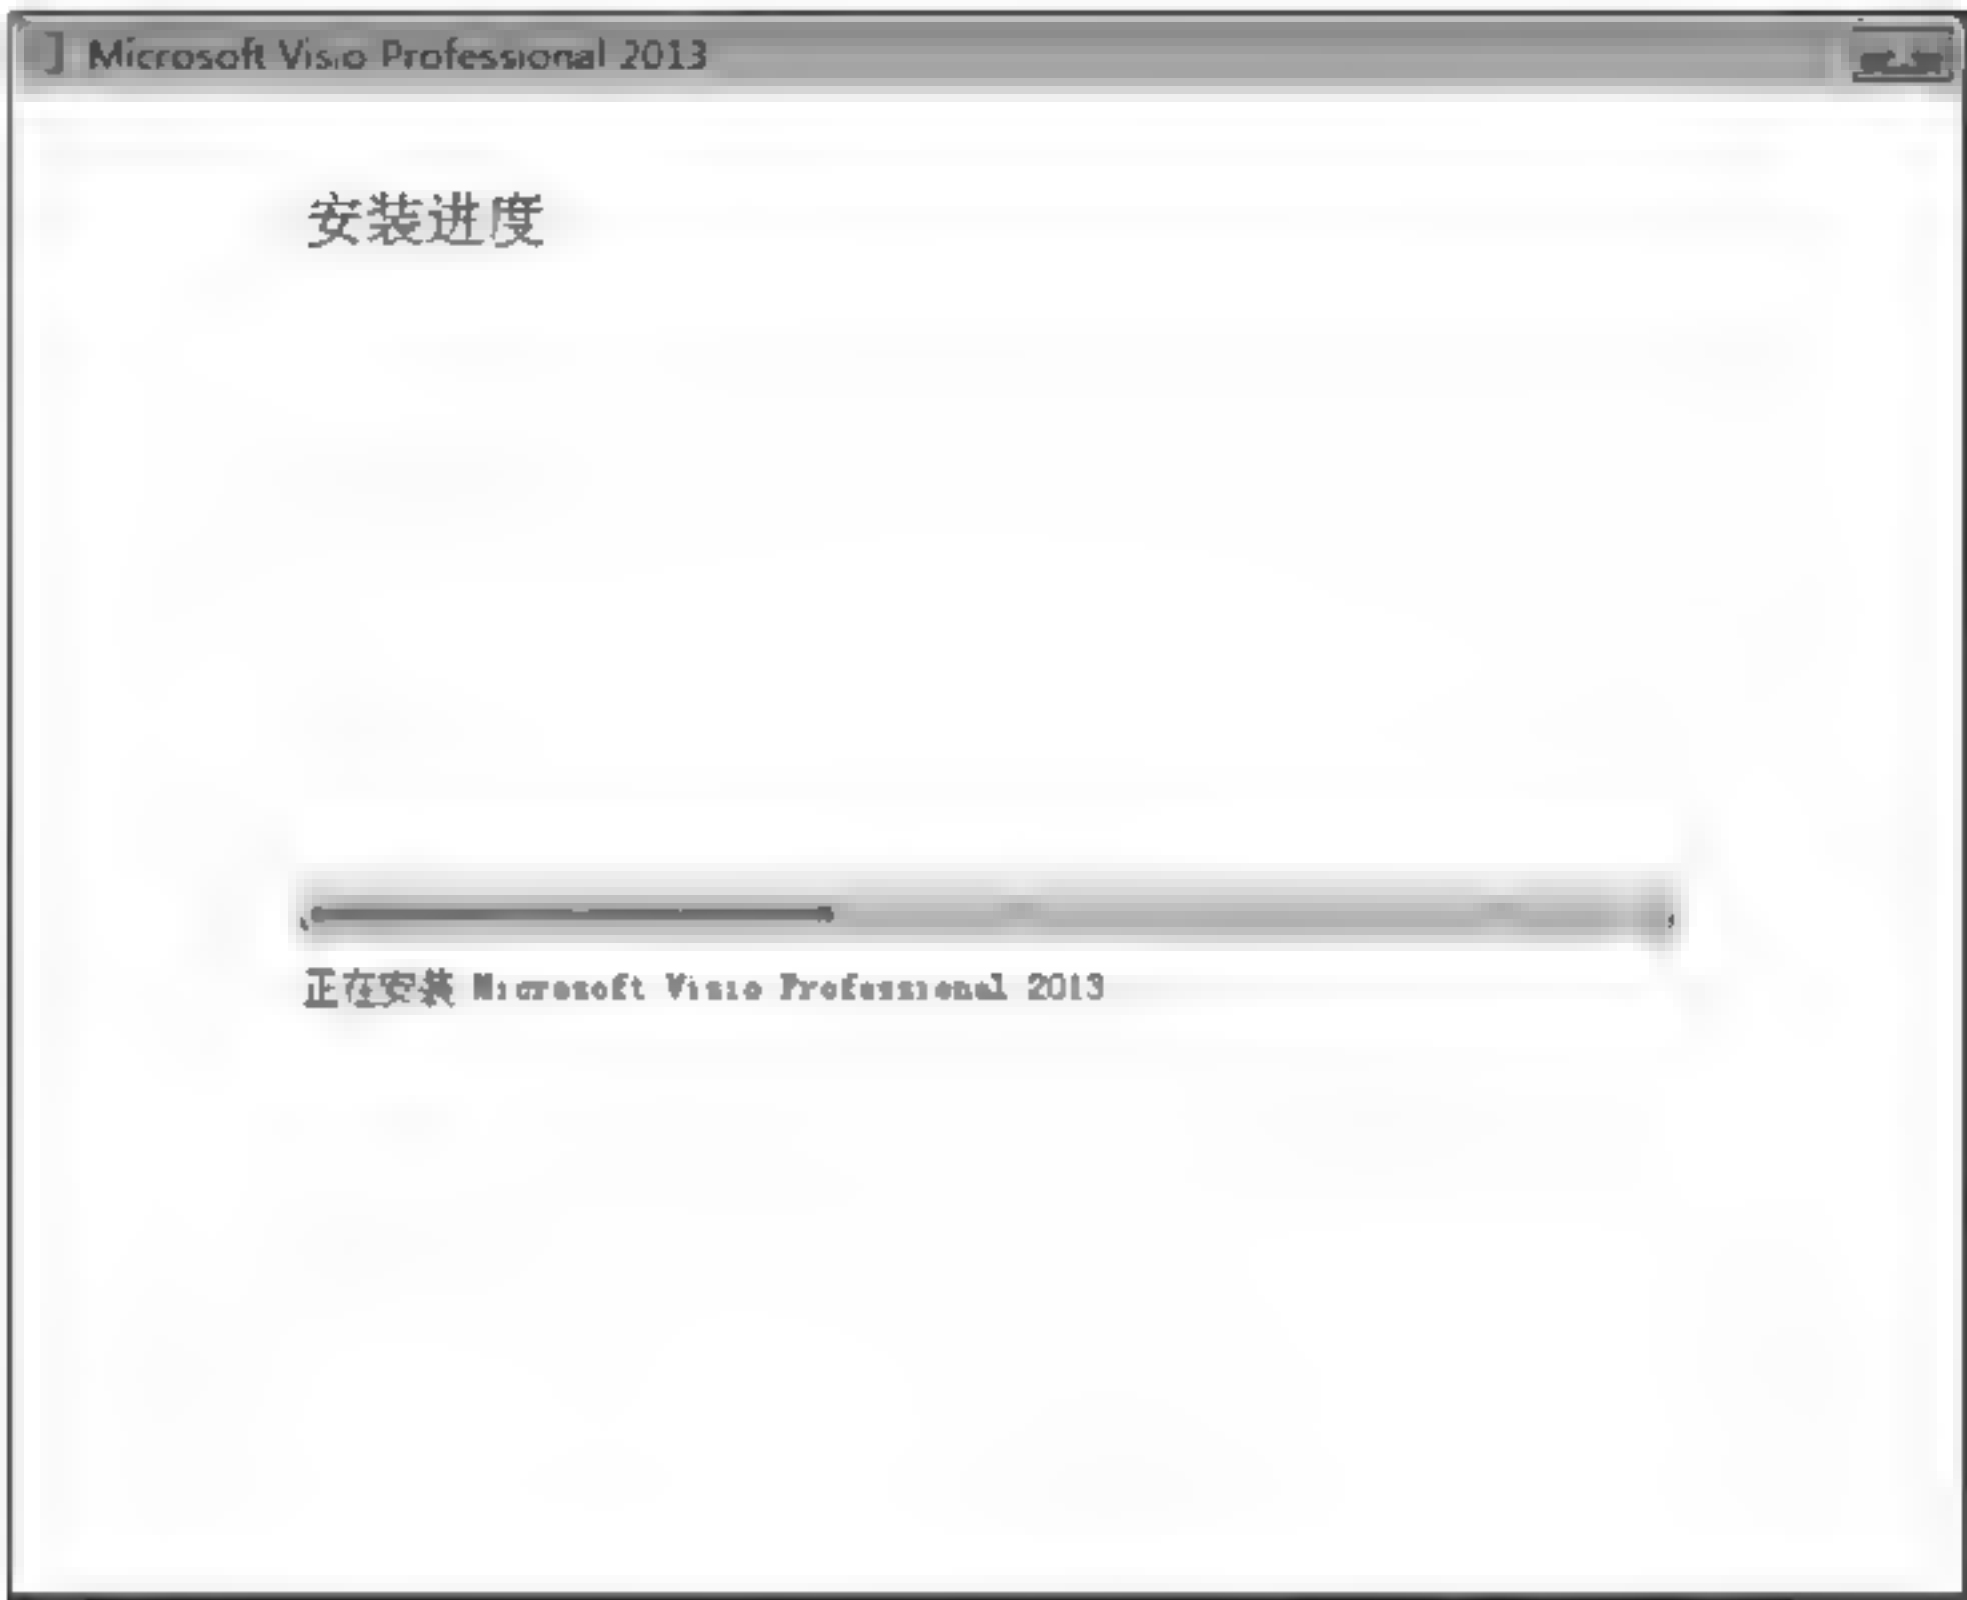 Microsoft Visio Professional 2013
安装进度
正在安装 Microsoft Visio Professional 2013